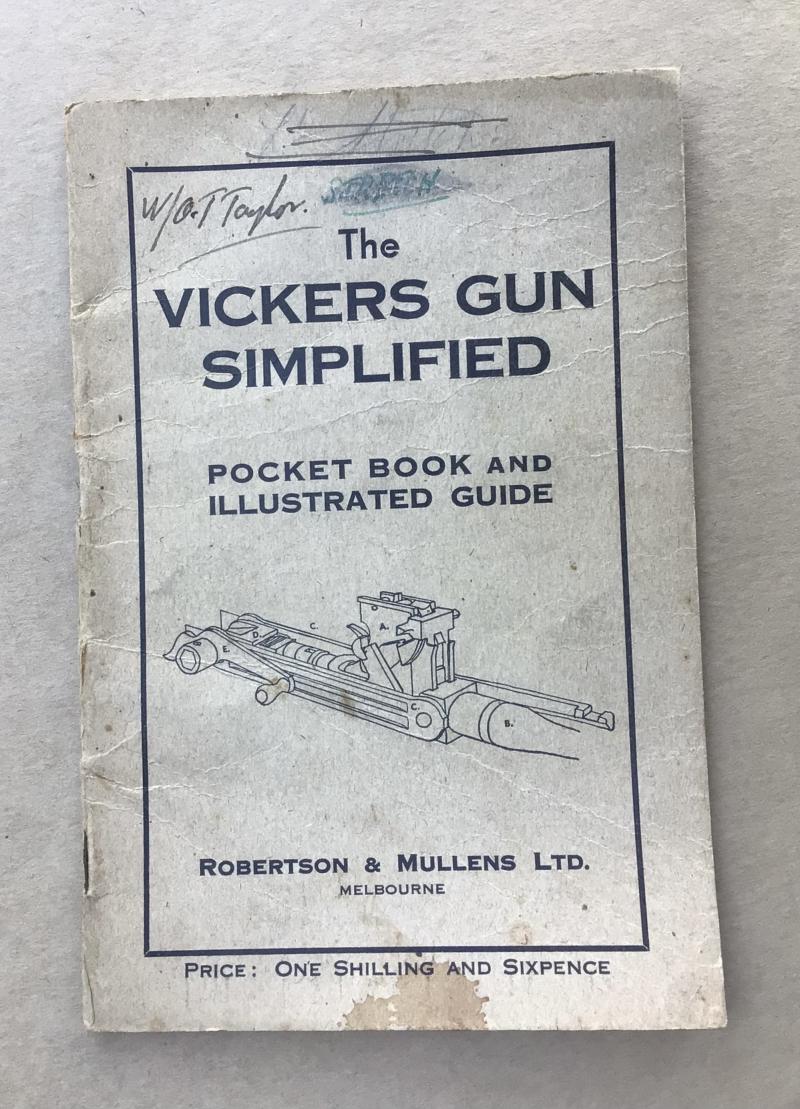 W/O. T Taylor.
The
VICKERS GUN
SIMPLIFIED
POCKET BOOK AND
ILLUSTRATED GUIDE
C.
D.
A.
E.
C.
B.
ROBERTSON & MULLENS LTD.
MELBOURNE
PRICE: ONE SHILLING AND SIXPENCE